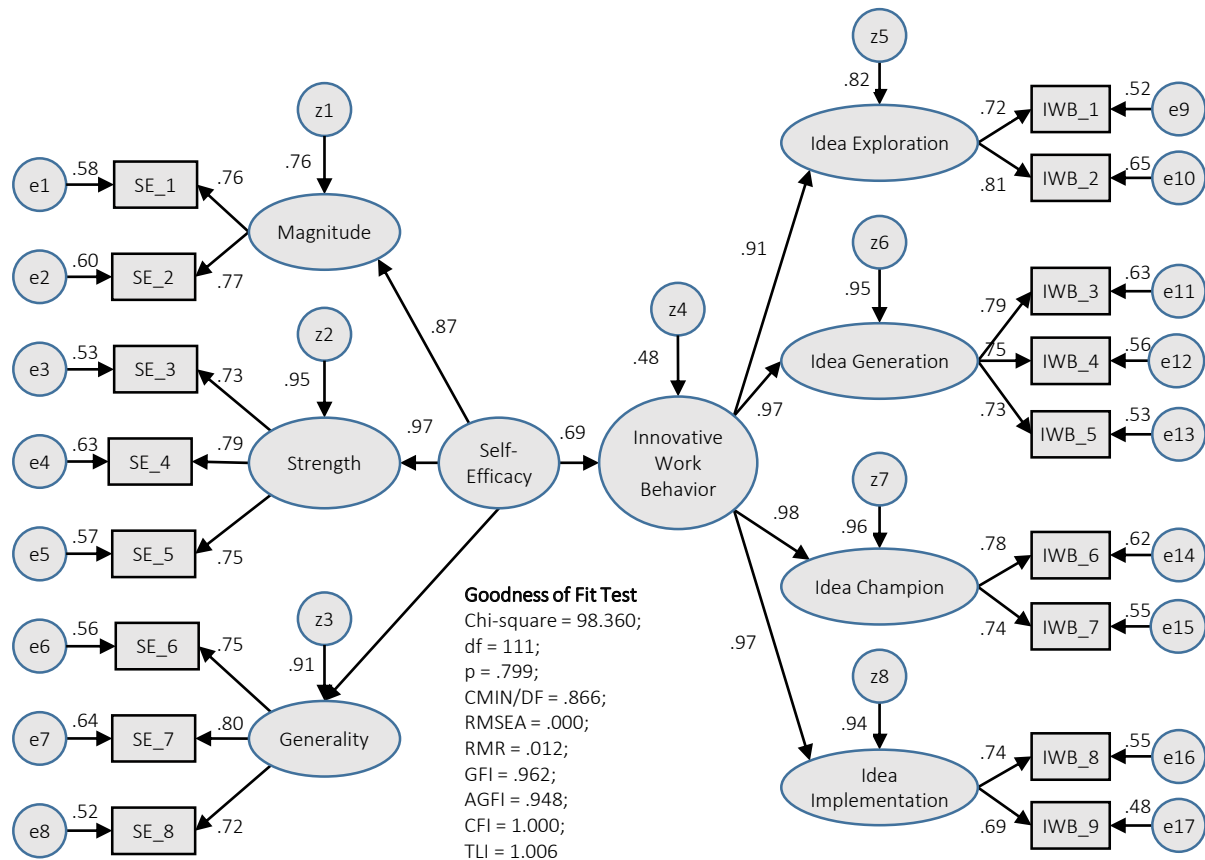 z5
.82
z1
.72
.52
IWB_1
e9
Idea Exploration
.58
SE_1
e1
.76
.76
.65
IWB_2
e10
.81
Magnitude
z6
.91
.60
SE_2
e2
.77
.95
.63
IWB_3
e11
.79
z4
.87
z2
.53
SE_3
e3
.48
Idea Generation
.75
.56
IWB_4
e12
.73
.95
.97
.73
.53
IWB_5
e13
.63
SE_4
e4
.79
Strength
.97
Self-
Efficacy
.69
Innovative
Work
Behavior
z7
.98
.96
.57
SE_5
e5
.75
.78
.62
IWB_6
e14
Idea Champion
Goodness of Fit Test
Chi-square = 98.360;
df = 111;
p = .799;
CMIN/DF = .866;
RMSEA = .000;
RMR = .012;
GFI = .962;
AGFI = .948;
CFI = 1.000;
TLI = 1.006
z3
.74
.55
IWB_7
e15
.56
SE_6
e6
.75
.91
.97
z8
.94
.64
SE_7
e7
.80
Generality
.74
.55
IWB_8
e16
Idea
Implementation
.52
SE_8
e8
.72
.69
.48
IWB_9
e17